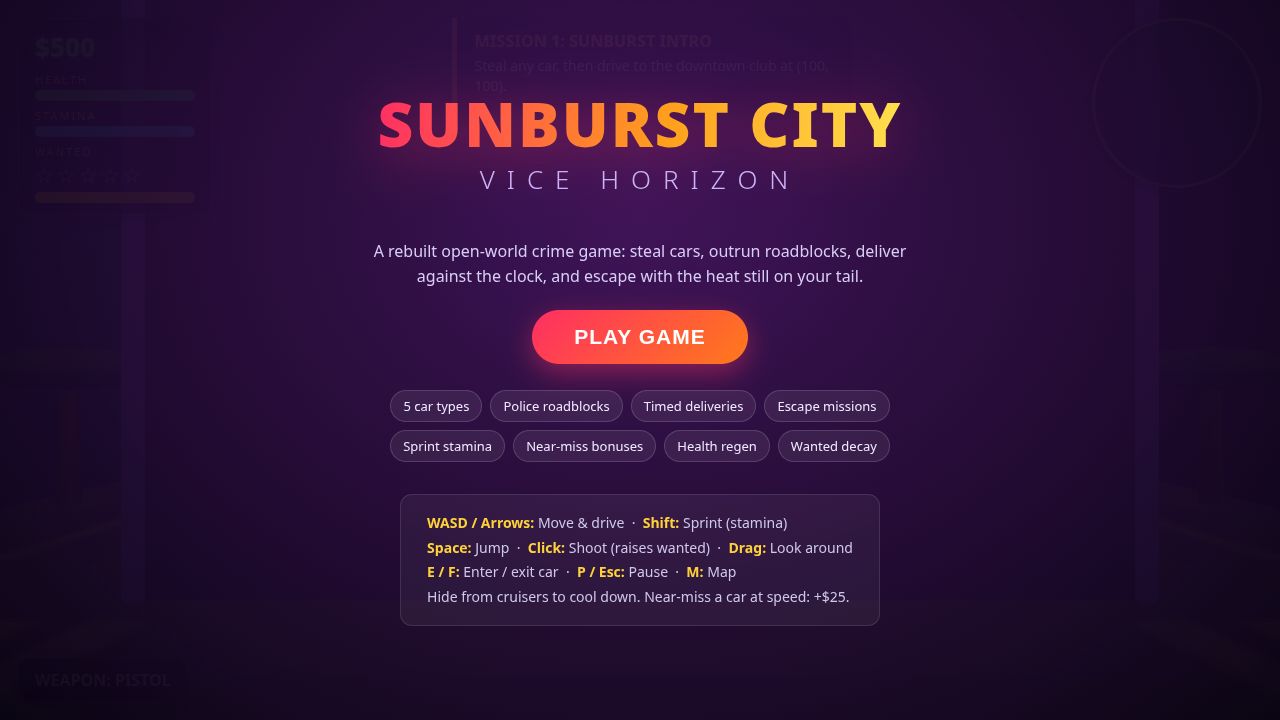 $500
HEALTH
STAMINA
WANTED
☆☆☆☆☆
MISSION 1: SUNBURST INTRO
Steal any car, then drive to the downtown club at (100,
100).
SUNBURST CITY
VICE HORIZON
A rebuilt open-world crime game: steal cars, outrun roadblocks, deliver
against the clock, and escape with the heat still on your tail.
PLAY GAME
5 car types
Police roadblocks
Timed deliveries
Escape missions
Sprint stamina
Near-miss bonuses
Health regen
Wanted decay
WASD / Arrows: Move & drive · Shift: Sprint (stamina)
Space: Jump · Click: Shoot (raises wanted) · Drag: Look around
E / F: Enter / exit car · P / Esc: Pause · M: Map
Hide from cruisers to cool down. Near-miss a car at speed: +$25.
WEAPON: PISTOL